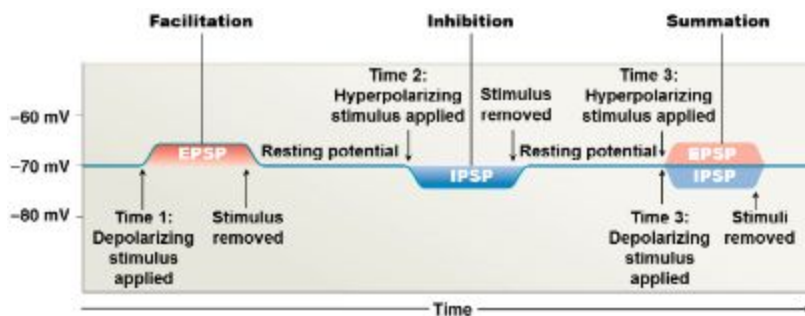 Facilitation
Inhibition
Summation
Time 2:
Hyperpolarizing
stimulus applied
Stimulus
removed
Time 3:
Hyperpolarizing
stimulus applied
–60 mV
–70 mV
–80 mV
EPSP
Resting potential
IPSP
Resting potential
EPSP
IPSP
Time 1:
Depolarizing
stimulus
applied
Stimulus
removed
Time 3:
Depolarizing
stimulus
applied
Stimuli
removed
Time